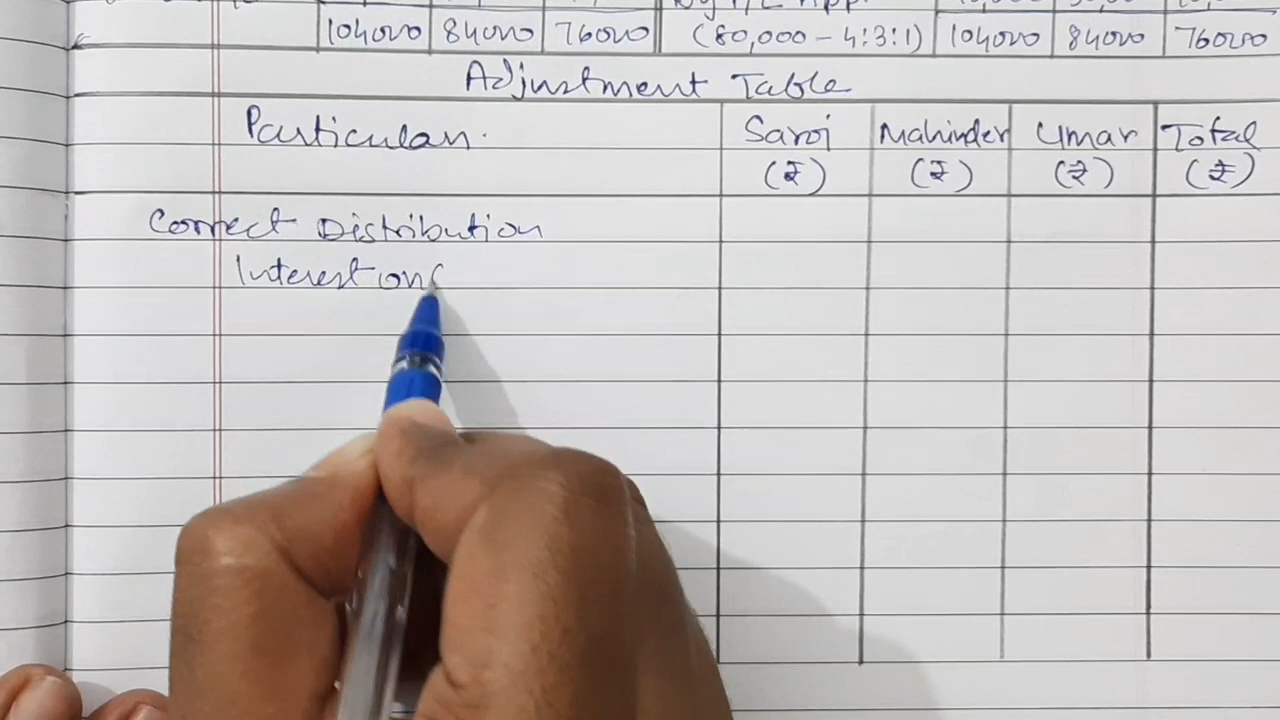 104000 84000 76000 (80,000 - 4:3:1) 104000 84000 76000
Adjustment Table
Particulars. Saroj Mahinder Umar Total
(₹) (₹) (₹) (₹)
Correct Distribution
Interest on C